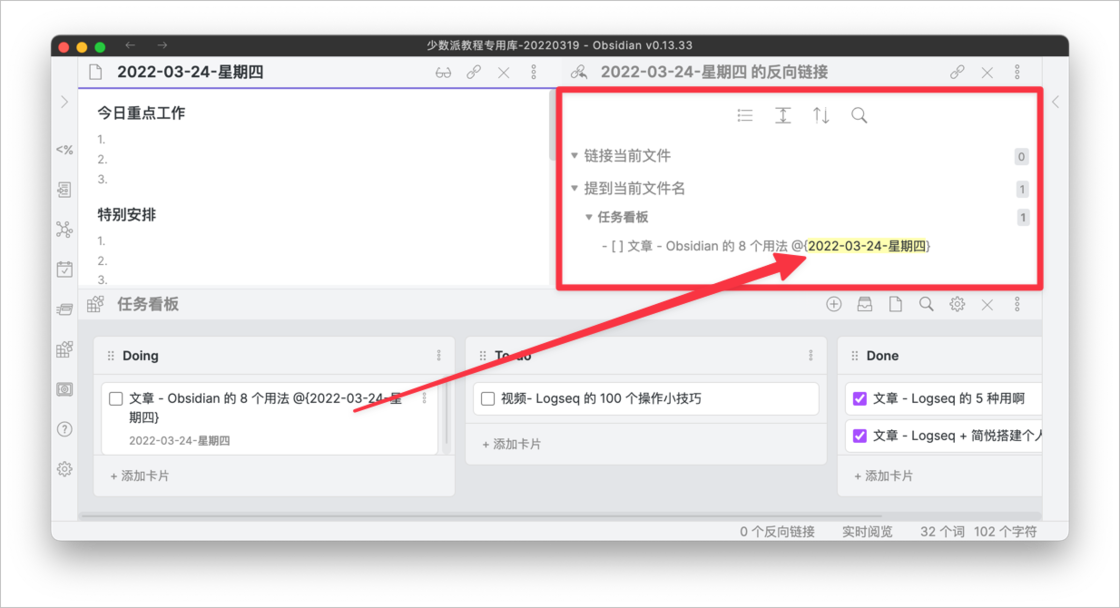 少数派教程专用库-20220319 - Obsidian v0.13.33
2022-03-24-星期四
今日重点工作
1.
2.
3.
特别安排
1.
2.
3.
2022-03-24-星期四 的反向链接
链接当前文件
0
提到当前文件名
1
任务看板
1
- [ ] 文章 - Obsidian 的 8 个用法 @{2022-03-24-星期四}
任务看板
Doing
文章 - Obsidian 的 8 个用法 @{2022-03-24-星
期四}
2022-03-24-星期四
+ 添加卡片
To-do
视频- Logseq 的 100 个操作小技巧
+ 添加卡片
Done
文章 - Logseq 的 5 种用啊
文章 - Logseq + 简悦搭建个人
+ 添加卡片
0 个反向链接
实时阅览
32 个词
102 个字符